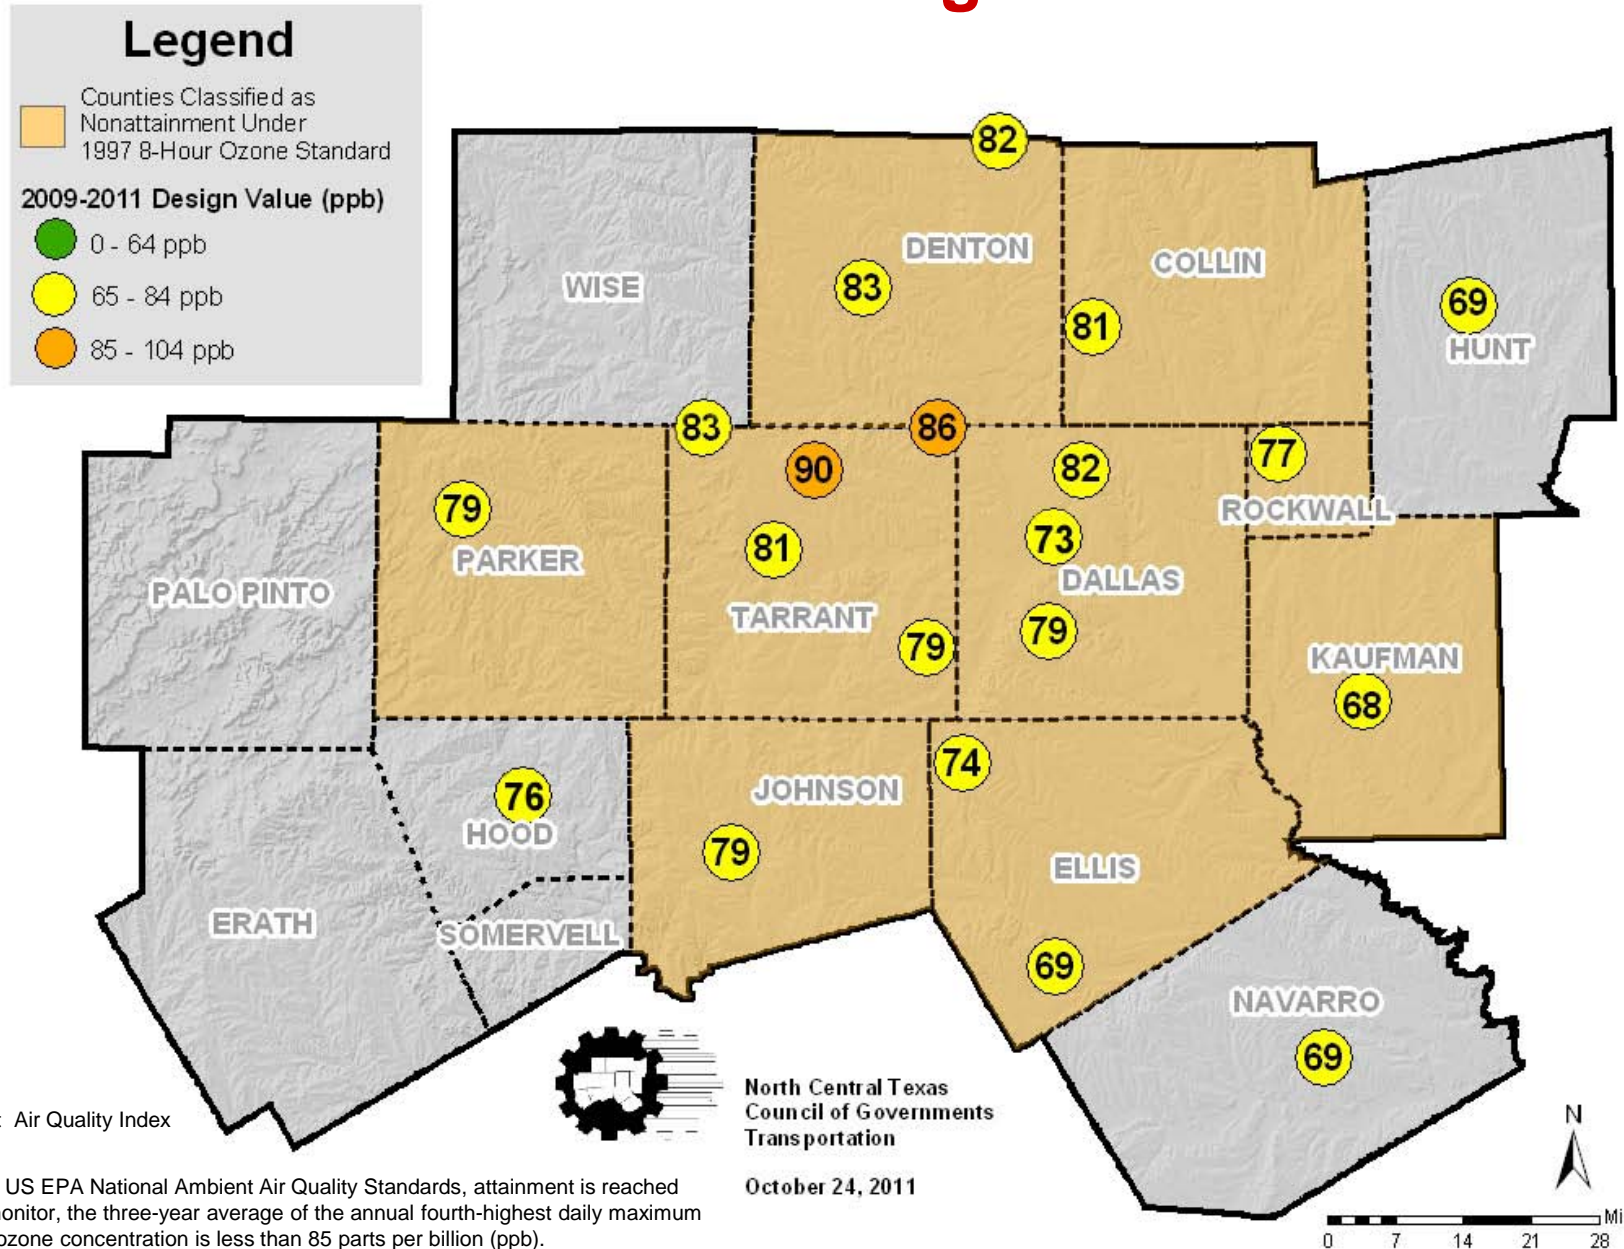 Legend
Counties Classified as
Nonattainment Under
1997 8-Hour Ozone Standard
2009-2011 Design Value (ppb)
0 - 64 ppb
65 - 84 ppb
85 - 104 ppb
82
DENTON
COLLIN
WISE
83
81
69
HUNT
83
86
90
82
77
79
ROCKWALL
81
73
PARKER
PALO PINTO
DALLAS
TARRANT
79
79
KAUFMAN
68
74
76
JOHNSON
HOOD
79
ELLIS
ERATH
SOMERVELL
69
NAVARRO
69
North Central Texas
Council of Governments
Transportation
October 24, 2011
Air Quality Index
US EPA National Ambient Air Quality Standards, attainment is reached
the three-year average of the annual fourth-highest daily maximum
ozone concentration is less than 85 parts per billion (ppb).
N
Mi
0 7 14 21 28